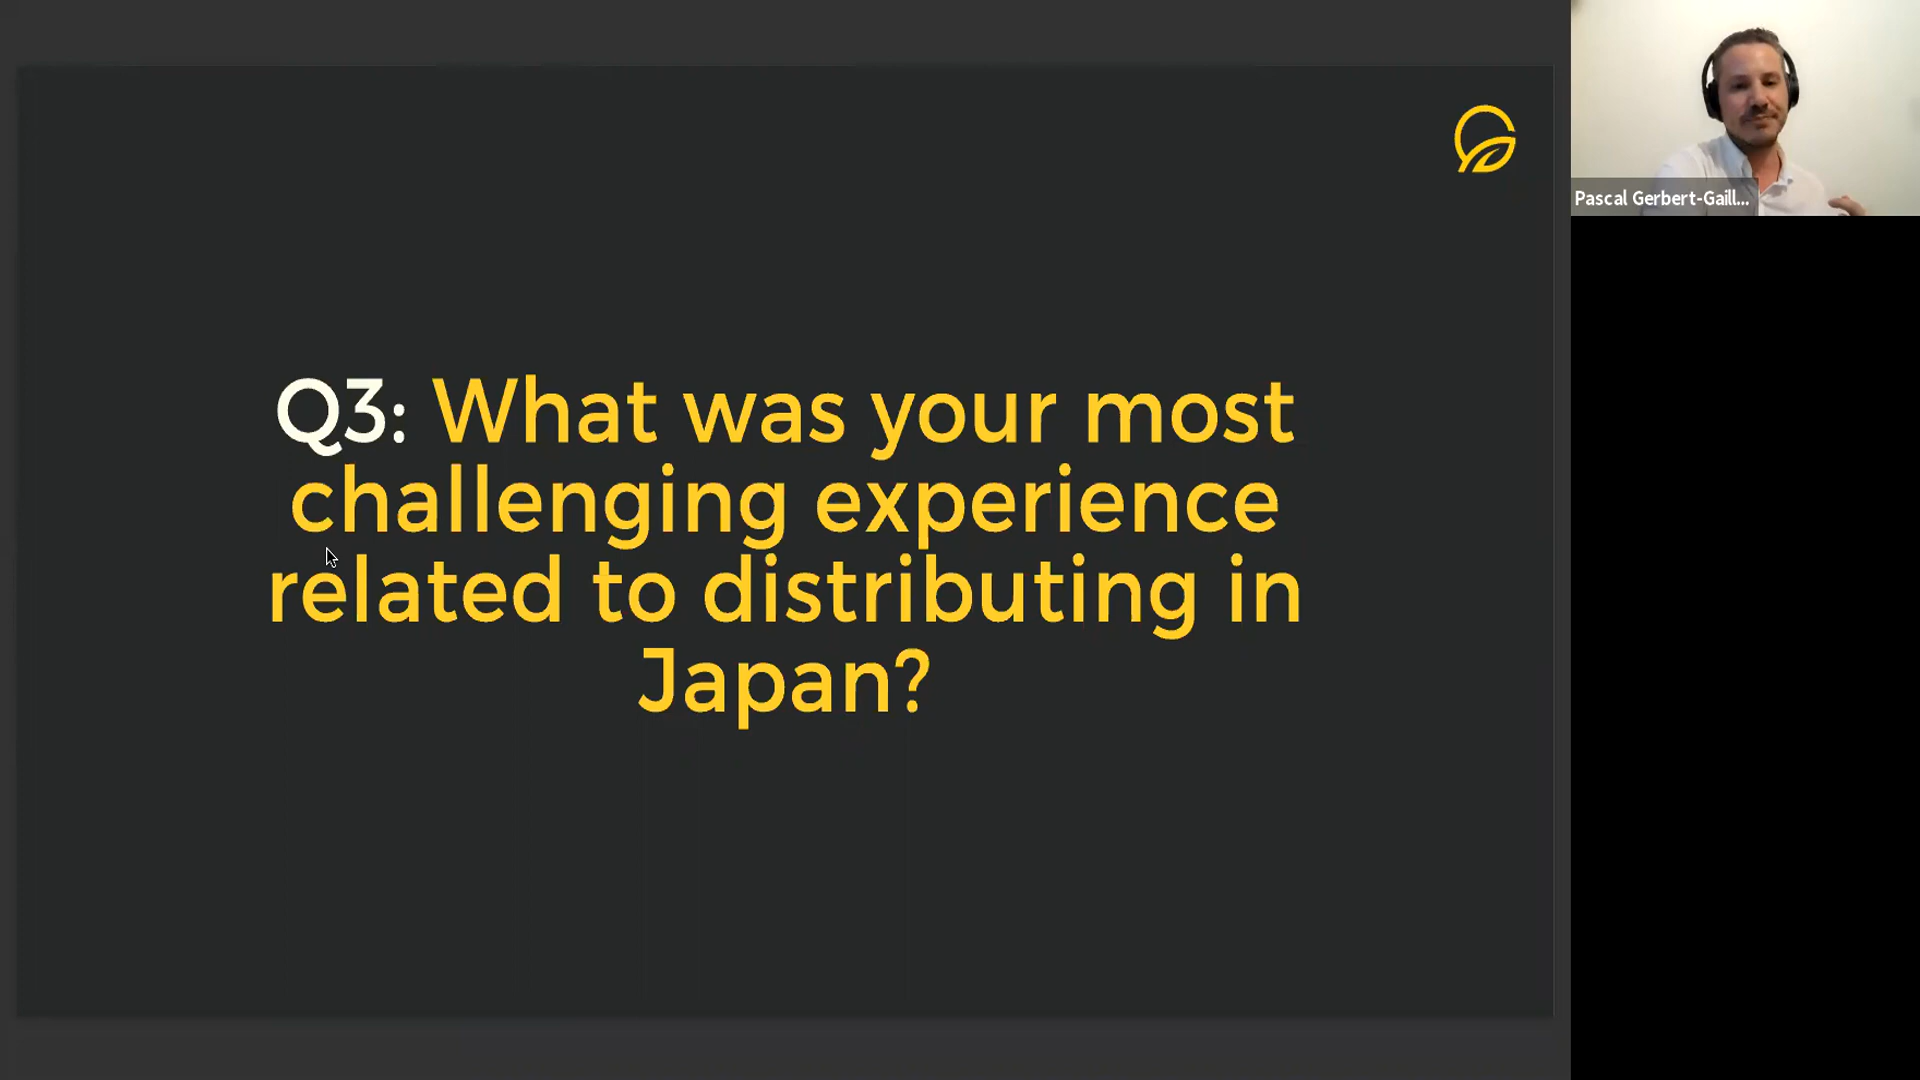 Q3: What was your most
challenging experience
related to distributing in
Japan?
Pascal Gerbert-Gaill...